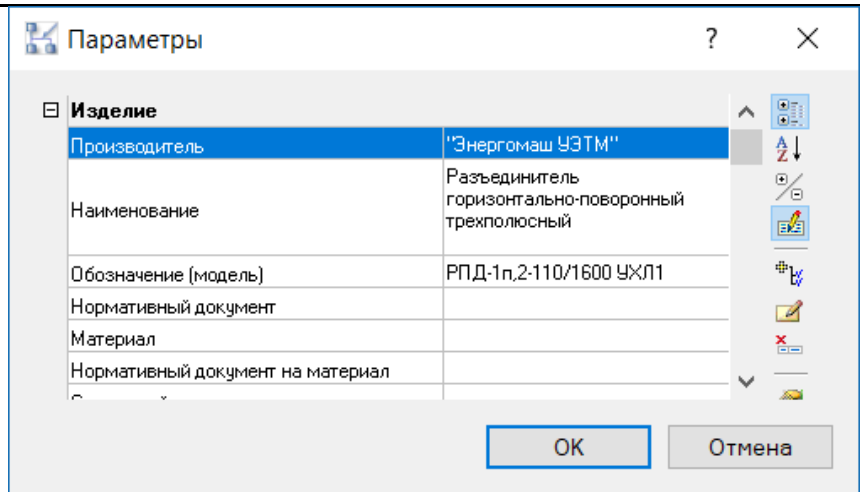 Параметры
?
Изделие
Производитель "Энергомаш УЭТМ"
Наименование Разъединитель
горизонтально-поворонный
трехполюсный
Обозначение (модель) РПД-1п,2-110/1600 УХЛ1
Нормативный документ
Материал
Нормативный документ на материал
OK Отмена